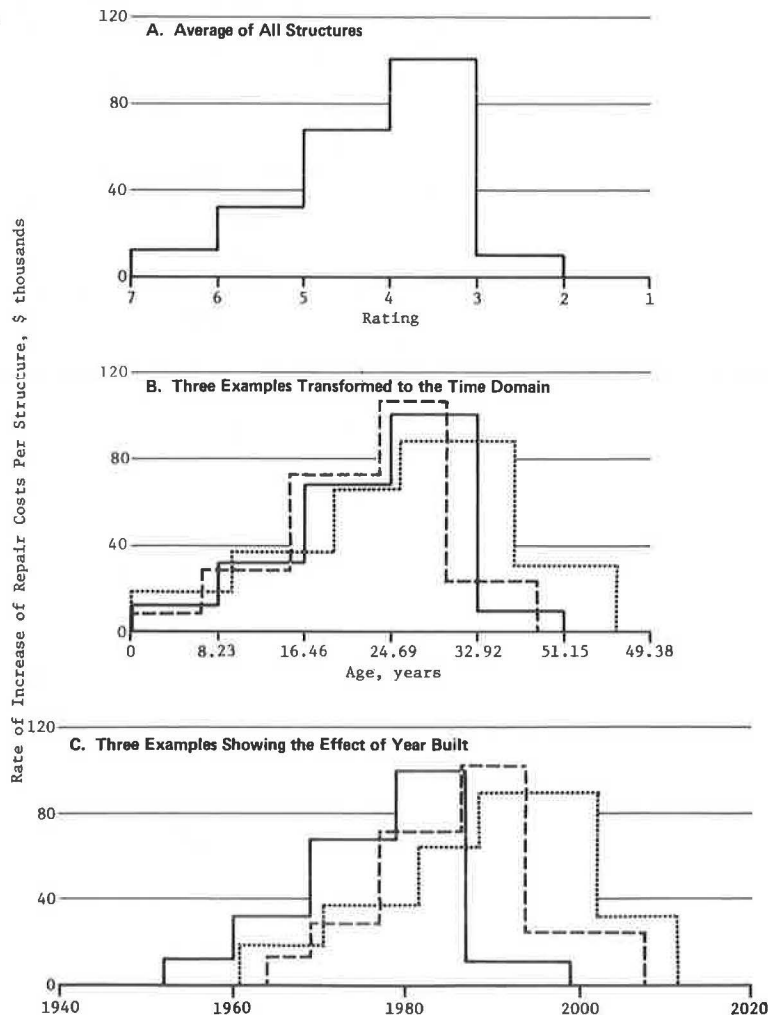 Rate of Increase of Repair Costs Per Structure, $ thousands
A. Average of All Structures
120
80
40
0
7 6 5 4 3 2 1
Rating
B. Three Examples Transformed to the Time Domain
120
80
40
0
0 8.23 16.46 24.69 32.92 51.15 49.38
Age, years
C. Three Examples Showing the Effect of Year Built
120
80
40
0
1940 1960 1980 2000 2020